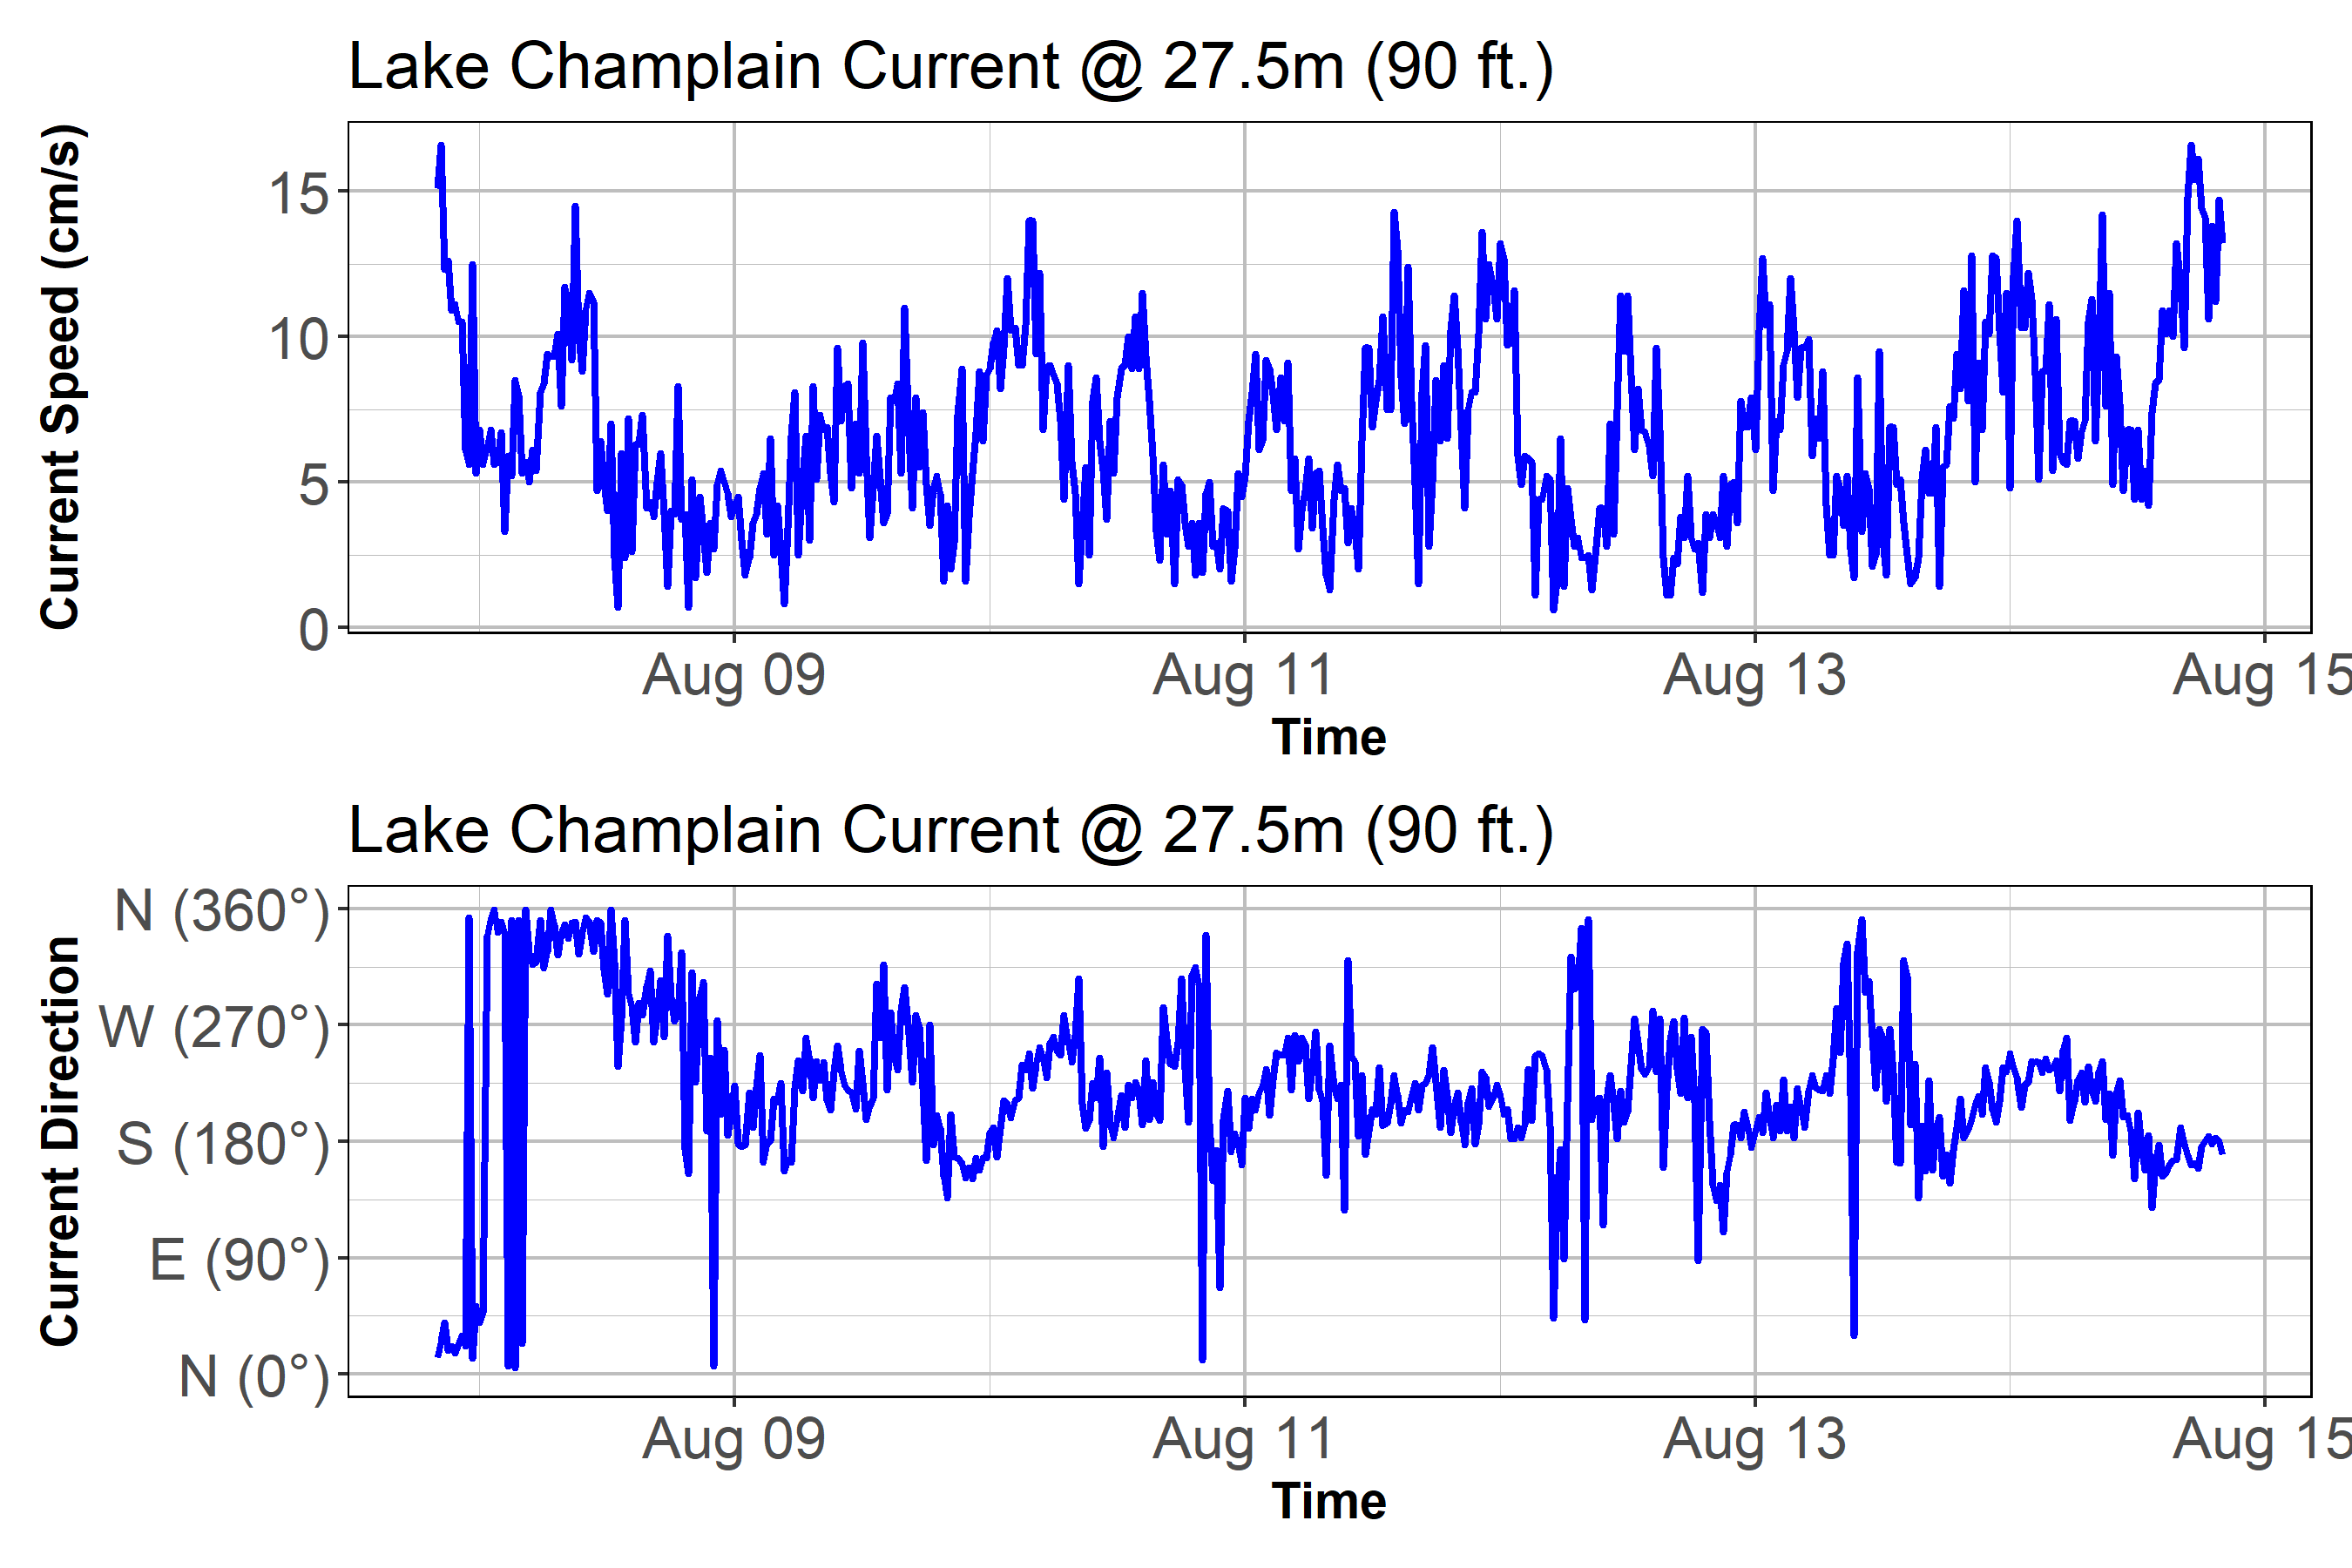 Lake Champlain Current @ 27.5m (90 ft.)
Current Speed (cm/s)
15
10
5
0
Aug 09 Aug 11 Aug 13 Aug 15
Time
Lake Champlain Current @ 27.5m (90 ft.)
Current Direction
N (360°)
W (270°)
S (180°)
E (90°)
N (0°)
Aug 09 Aug 11 Aug 13 Aug 15
Time